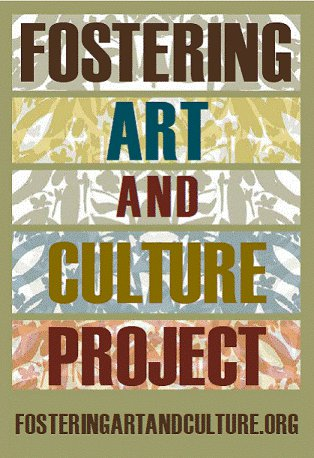 FOSTERING
ART
AND
CULTURE
PROJECT
FOSTERINGARTANDCULTURE.ORG